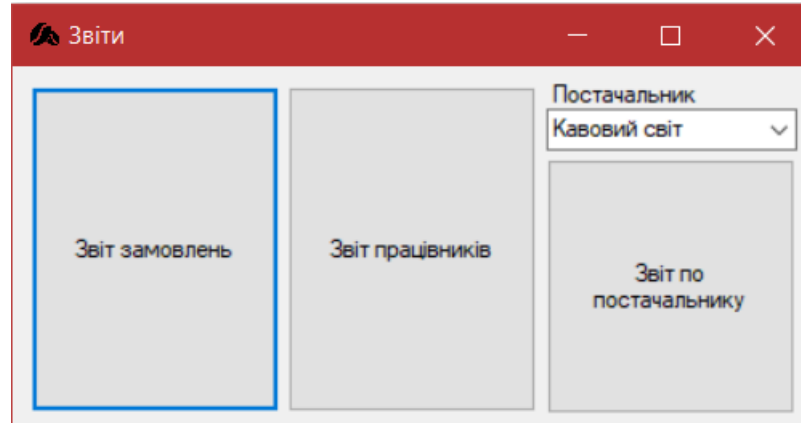 Звіти
Звіт замовлень
Звіт працівників
Постачальник
Кавовий світ
Звіт по
постачальнику